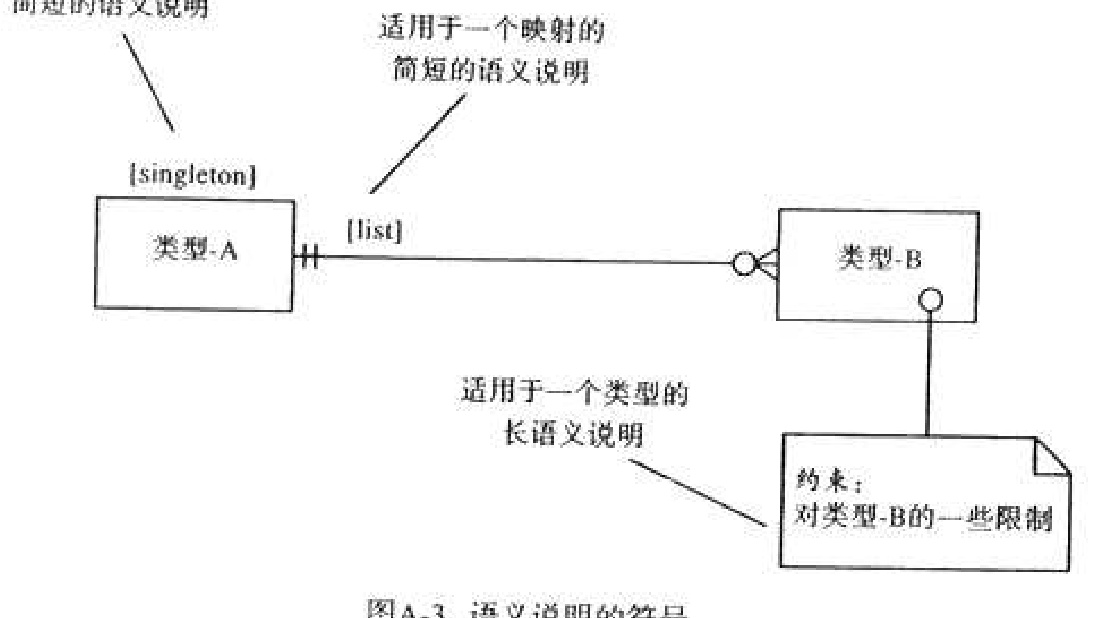 简短的语义说明
适用于一个映射的
简短的语义说明
[singleton]
类型-A
[list]
类型-B
适用于一个类型的
长语义说明
约束：
对类型-B的一些限制
图A-3 语义说明的符号